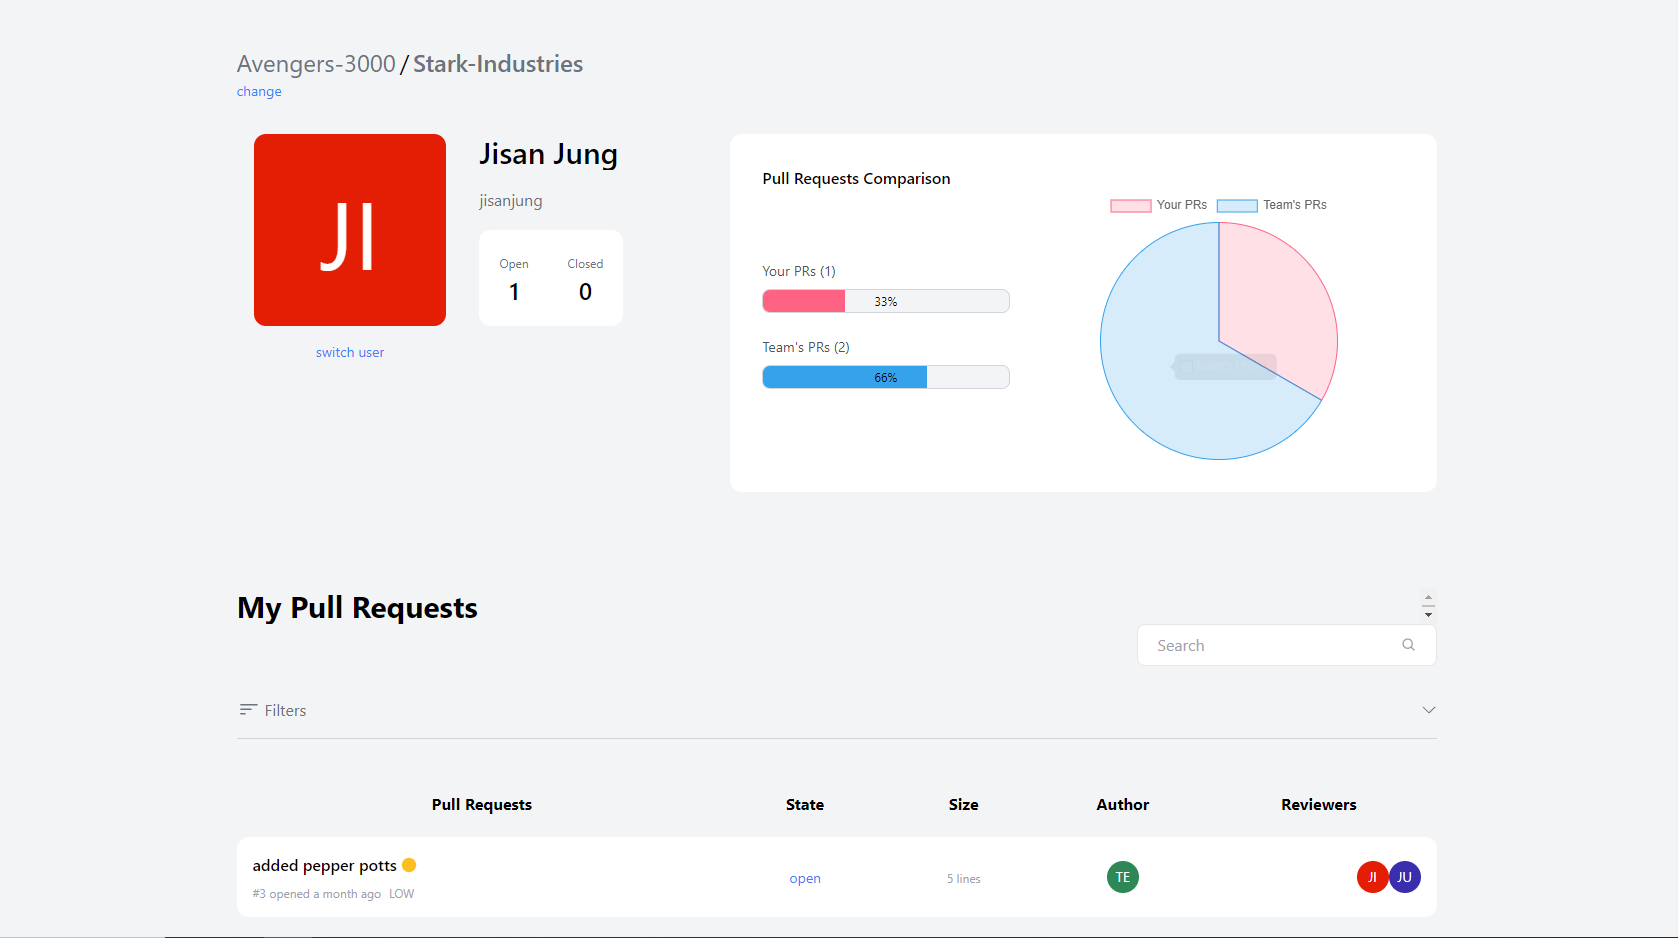 Avengers-3000 / Stark-Industries
change
JI
switch user
Jisan Jung
jisanjung
Open Closed
1 0
Pull Requests Comparison
Your PRs (1)
33%
Team's PRs (2)
66%
Your PRs Team's PRs
My Pull Requests
Search
Filters
Pull Requests State Size Author Reviewers
added pepper potts
#3 opened a month ago LOW
open
5 lines
TE
JI JU